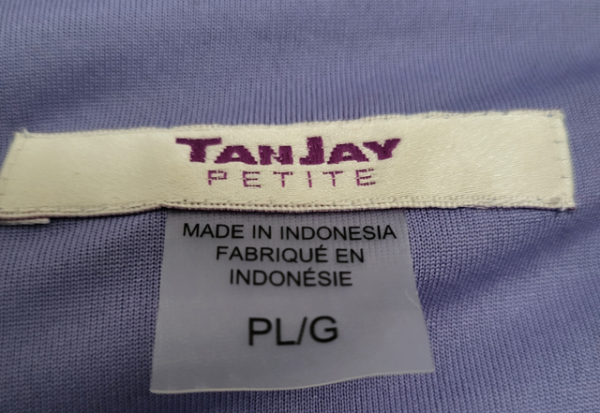 TANJAY
PETITE
MADE IN INDONESIA
FABRIQUÉ EN
INDONÉSIE
PL/G